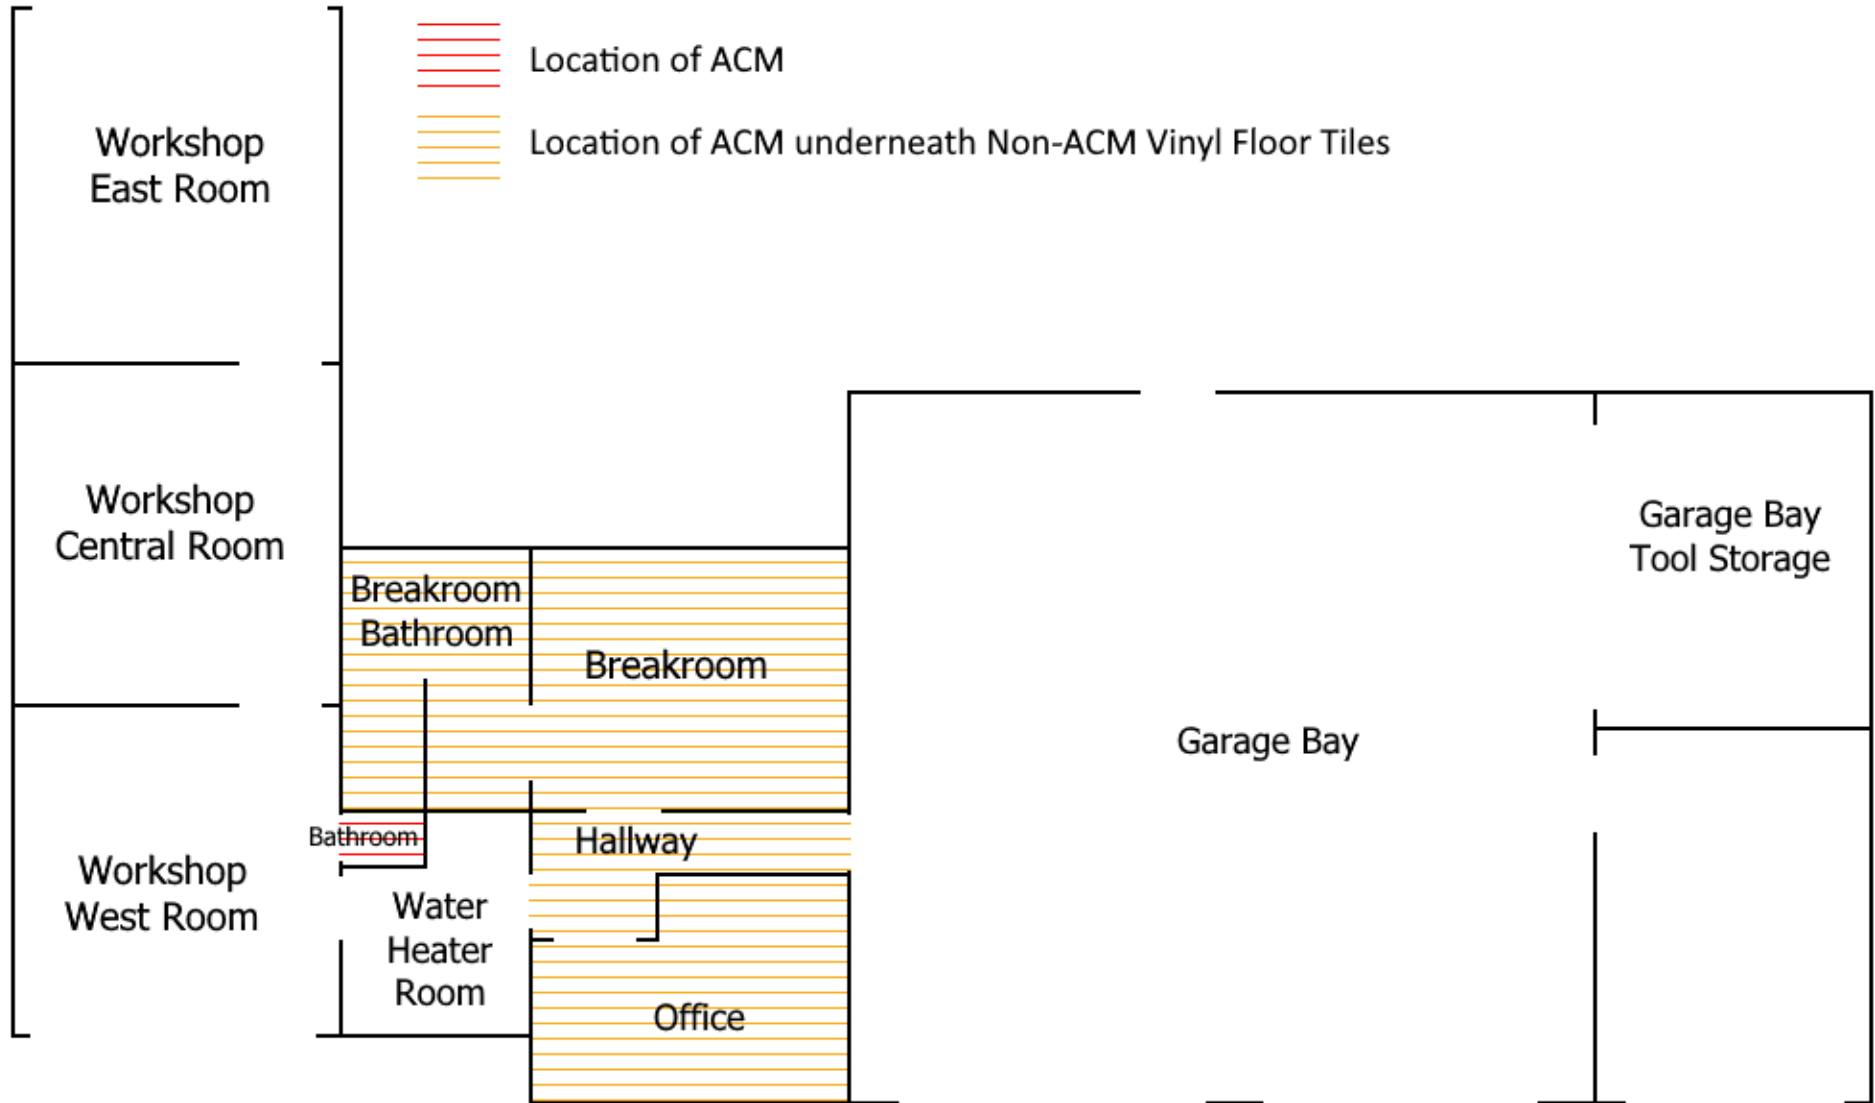 Location of ACM
Location of ACM underneath Non-ACM Vinyl Floor Tiles
Workshop
East Room
Workshop
Central Room
Garage Bay
Tool Storage
Breakroom
Bathroom
Breakroom
Garage Bay
Bathroom
Hallway
Workshop
West Room
Water
Heater
Room
Office